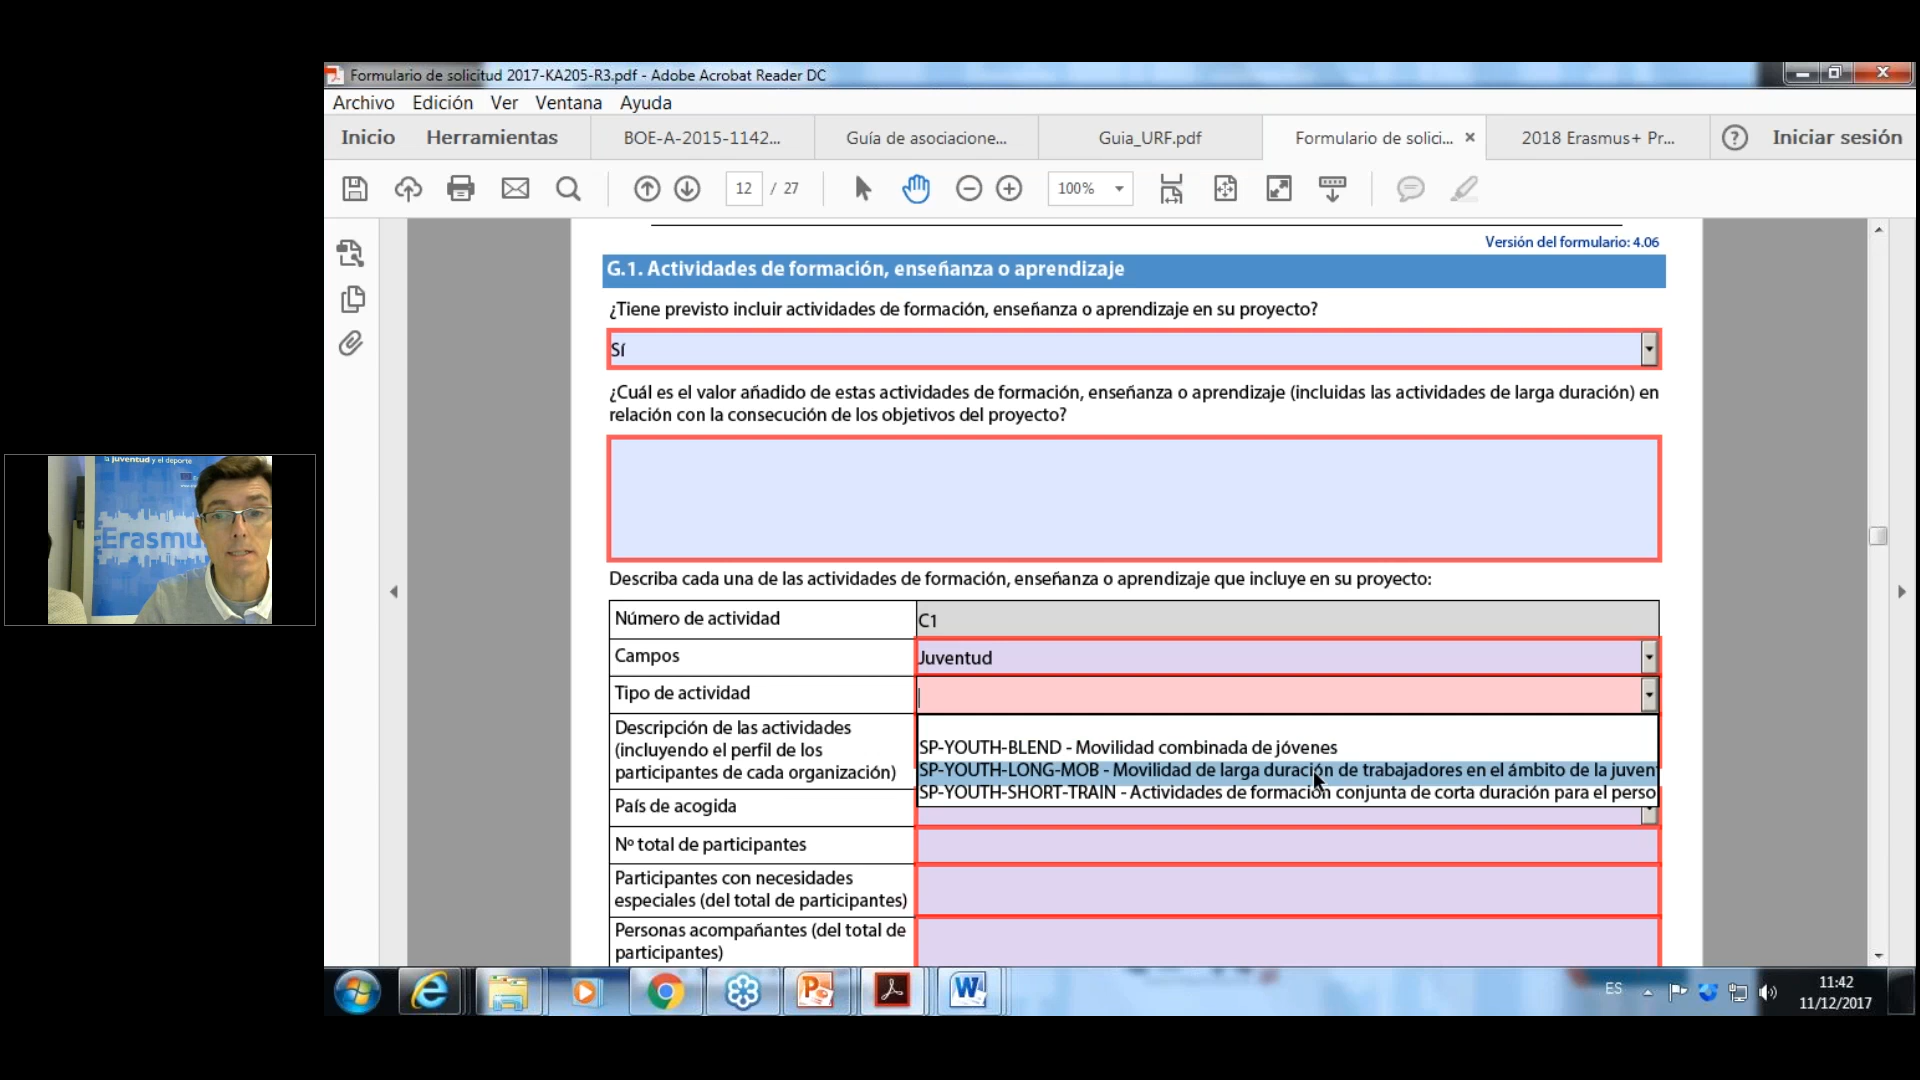 Formulario de solicitud 2017-KA205-R3.pdf - Adobe Acrobat Reader DC
Archivo Edición Ver Ventana Ayuda
Inicio Herramientas BOE-A-2015-1142... Guía de asociacione... Guia_URF.pdf Formulario de solici... 2018 Erasmus+ Pr... Iniciar sesión
12 / 27 100%
Versión del formulario: 4.06
G.1. Actividades de formación, enseñanza o aprendizaje
¿Tiene previsto incluir actividades de formación, enseñanza o aprendizaje en su proyecto?
Sí
¿Cuál es el valor añadido de estas actividades de formación, enseñanza o aprendizaje (incluidas las actividades de larga duración) en
relación con la consecución de los objetivos del proyecto?
la juventud y el deporte
Erasmu
Describa cada una de las actividades de formación, enseñanza o aprendizaje que incluye en su proyecto:
Número de actividad C1
Campos Juventud
Tipo de actividad
Descripción de las actividades
(incluyendo el perfil de los
participantes de cada organización)
SP-YOUTH-BLEND - Movilidad combinada de jóvenes
SP-YOUTH-LONG-MOB - Movilidad de larga duración de trabajadores en el ámbito de la juven
SP-YOUTH-SHORT-TRAIN - Actividades de formación conjunta de corta duración para el perso
País de acogida
Nº total de participantes
Participantes con necesidades
especiales (del total de participantes)
Personas acompañantes (del total de
participantes)
ES 11:42
11/12/2017